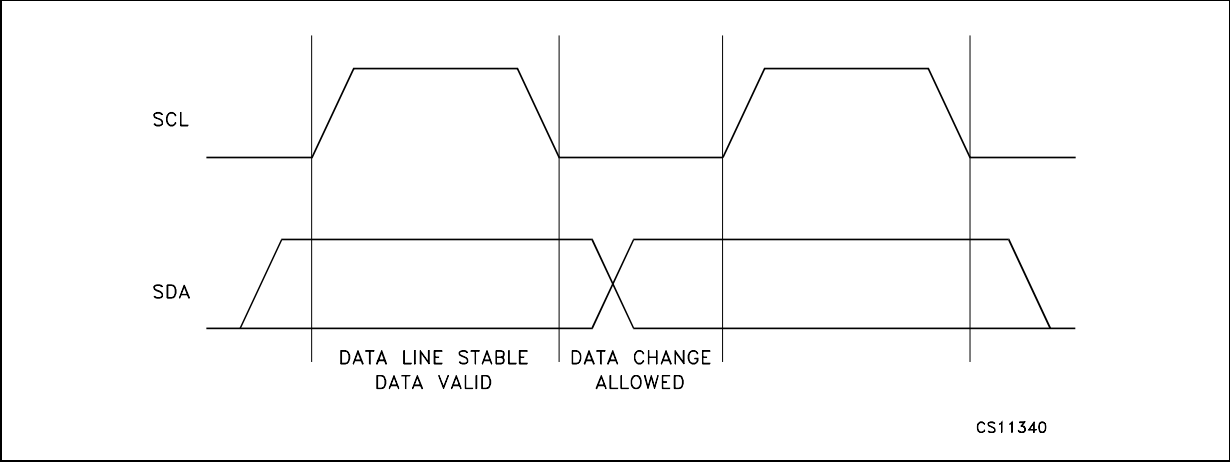 SCL
SDA
DATA LINE STABLE
DATA VALID
DATA CHANGE
ALLOWED
CS11340